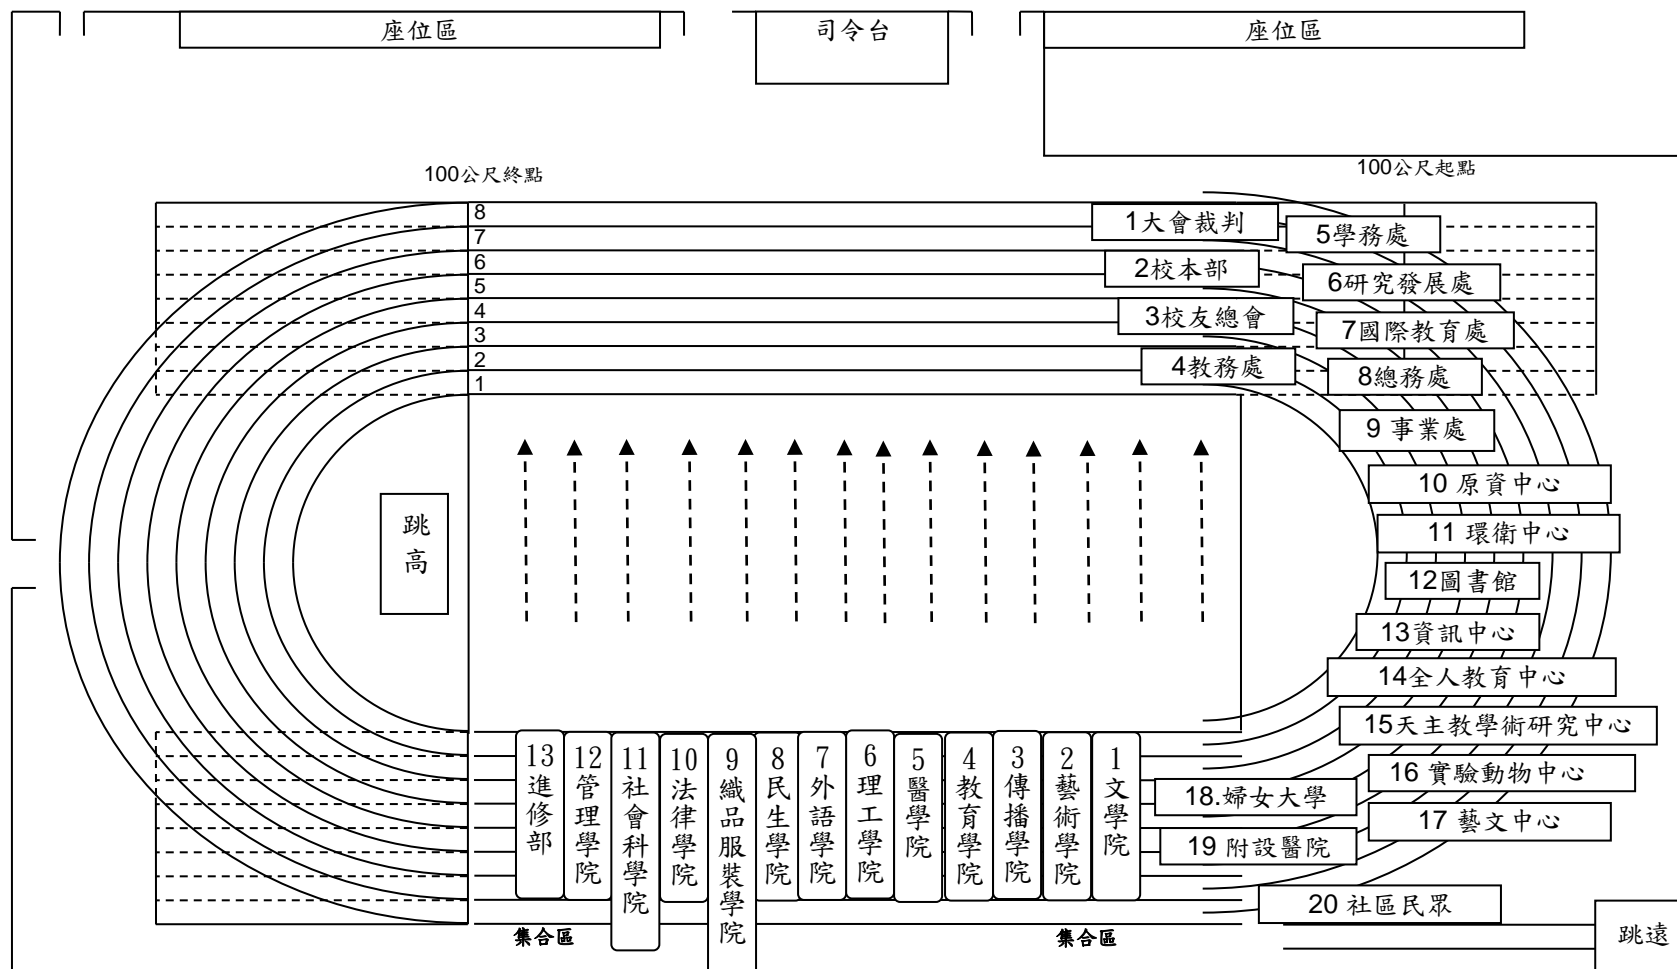 座位區
司令台
座位區
100公尺終點
100公尺起點
8
7
6
5
4
3
2
1
1大會裁判
2校本部
3校友總會
4教務處
5學務處
6研究發展處
7國際教育處
8總務處
9 事業處
10 原資中心
11 環衛中心
12圖書館
13資訊中心
14全人教育中心
15天主教學術研究中心
16 實驗動物中心
17 藝文中心
18.婦女大學
19 附設醫院
20 社區民眾
跳高
13進修部
12管理學院
11社會科學院
10法律學院
9織品服裝學院
8民生學院
7外語學院
6理工學院
5醫學院
4教育學院
3傳播學院
2藝術學院
1文學院
集合區
集合區
跳遠